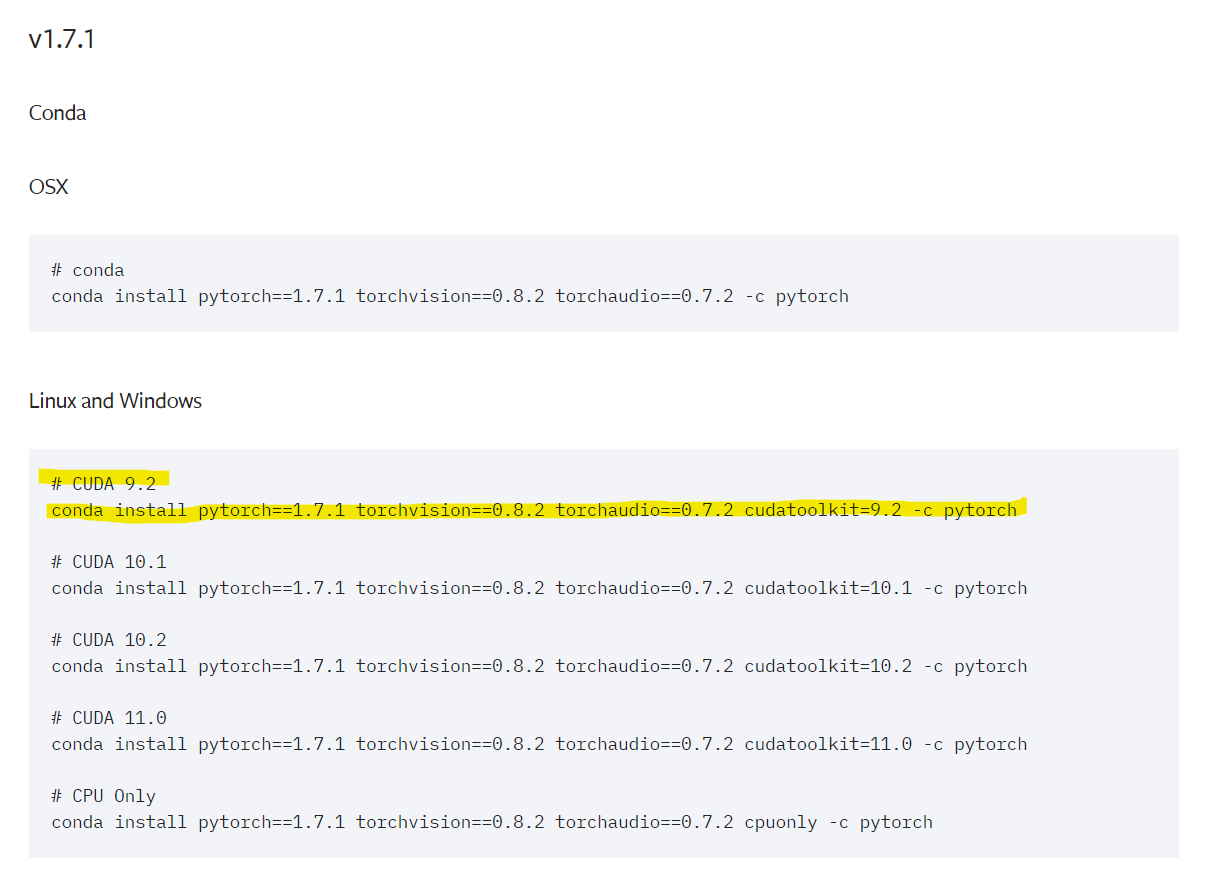 v1.7.1
Conda
OSX
# conda
conda install pytorch==1.7.1 torchvision==0.8.2 torchaudio==0.7.2 -c pytorch
Linux and Windows
# CUDA 9.2
conda install pytorch==1.7.1 torchvision==0.8.2 torchaudio==0.7.2 cudatoolkit=9.2 -c pytorch
# CUDA 10.1
conda install pytorch==1.7.1 torchvision==0.8.2 torchaudio==0.7.2 cudatoolkit=10.1 -c pytorch
# CUDA 10.2
conda install pytorch==1.7.1 torchvision==0.8.2 torchaudio==0.7.2 cudatoolkit=10.2 -c pytorch
# CUDA 11.0
conda install pytorch==1.7.1 torchvision==0.8.2 torchaudio==0.7.2 cudatoolkit=11.0 -c pytorch
# CPU Only
conda install pytorch==1.7.1 torchvision==0.8.2 torchaudio==0.7.2 cpuonly -c pytorch